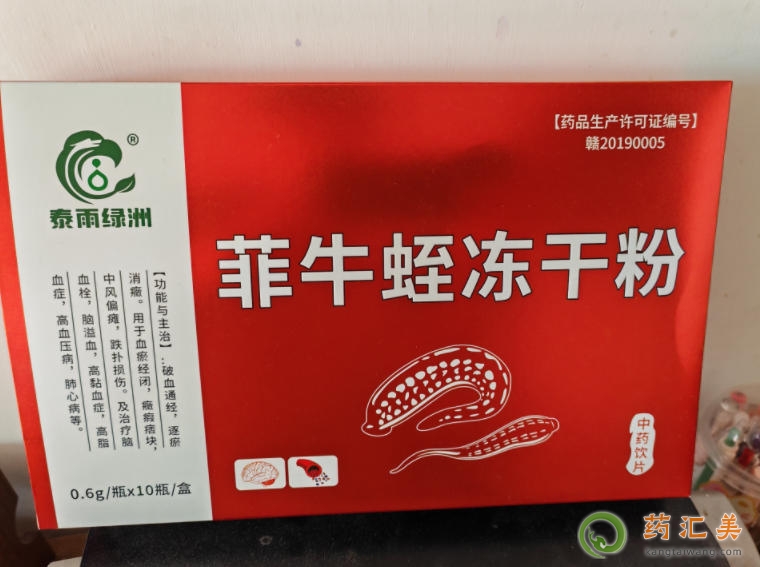 泰雨绿洲
®
【药品生产许可证编号】
赣20190005
菲牛蛭冻干粉
【功能与主治】:破血通经，逐瘀
消癥。用于血瘀经闭，癥瘕痞块，
中风偏瘫，跌扑损伤。及治疗脑
血栓，脑溢血，高黏血症，高脂
血症，高血压病，肺心病等。
0.6g/瓶x10瓶/盒
中药饮片
药汇美
kangtaiwang.com